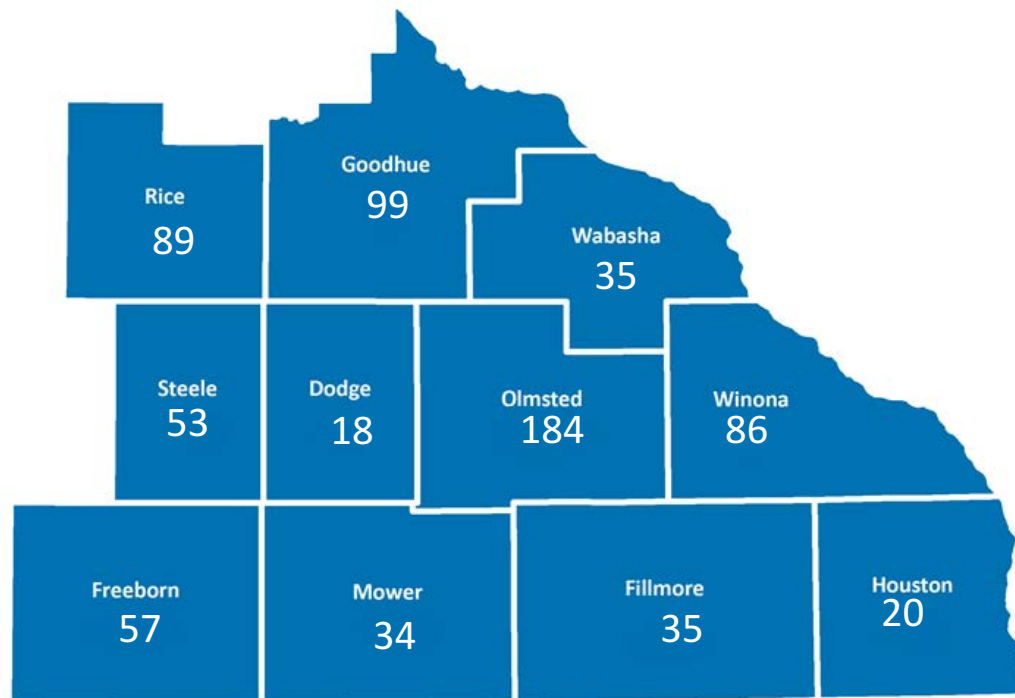 Goodhue
99
Rice
89
Wabasha
35
Steele
53
Dodge
18
Olmsted
184
Winona
86
Freeborn
57
Mower
34
Fillmore
35
Houston
20